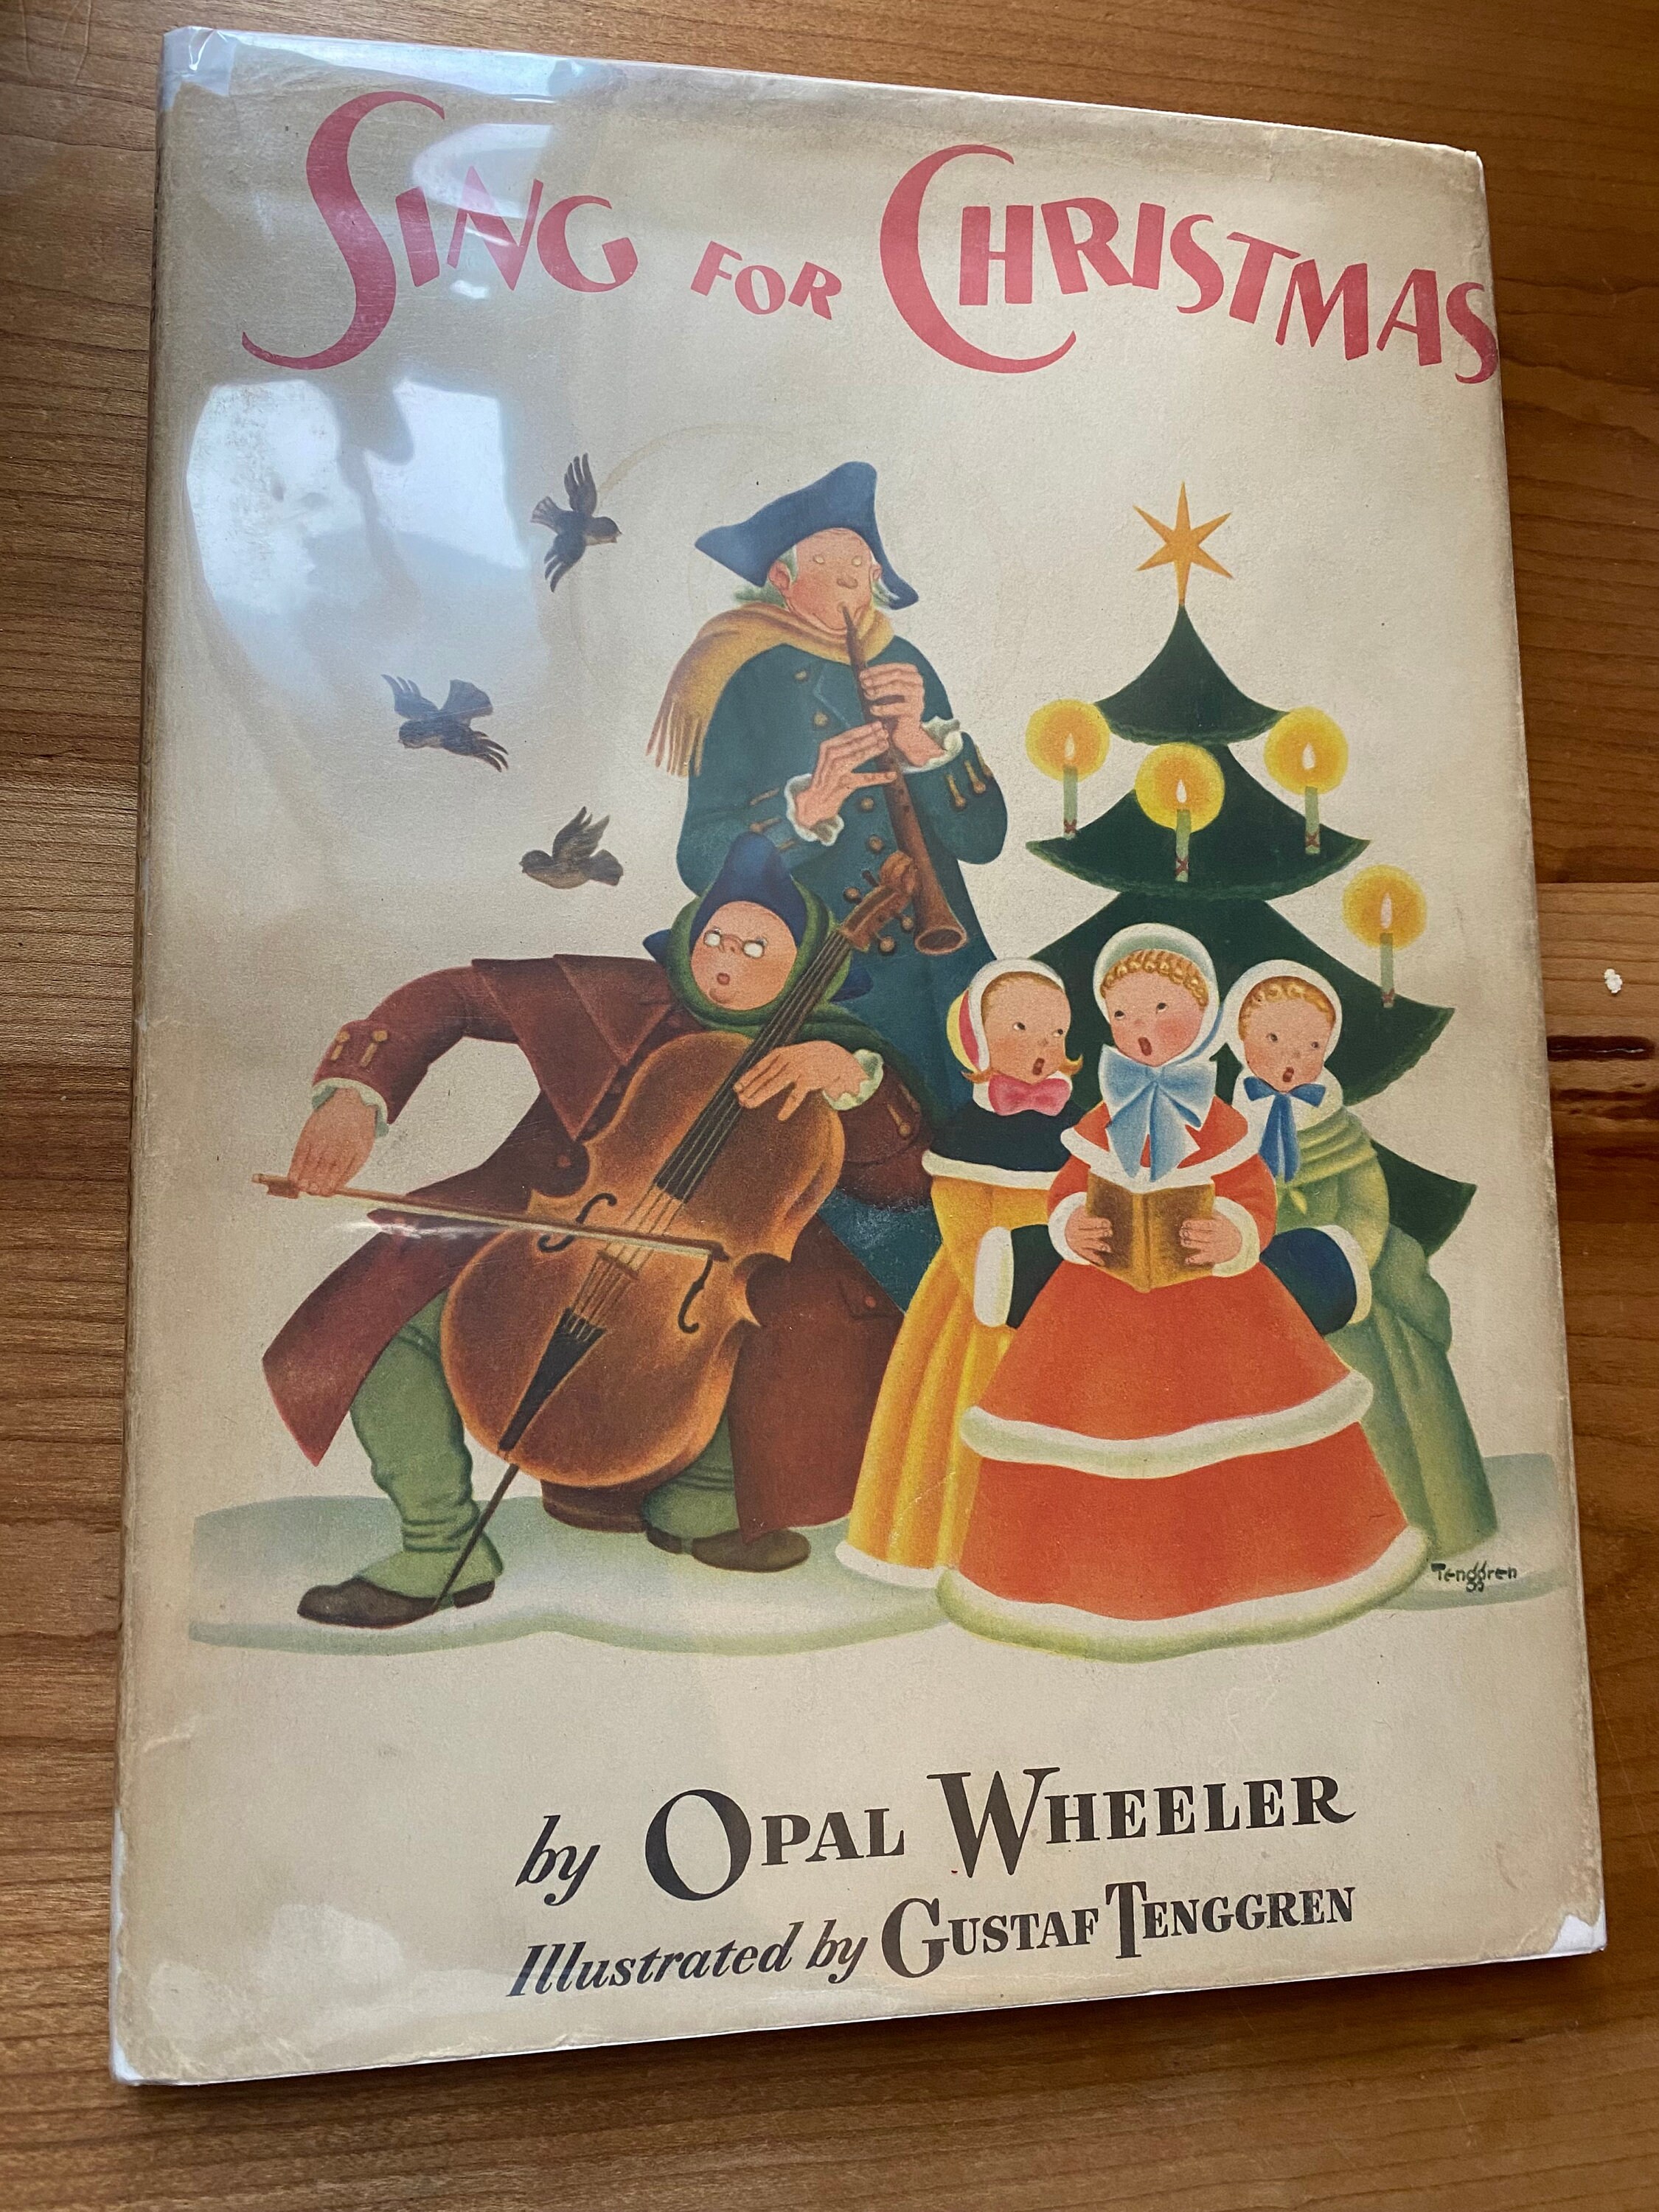 SING FOR CHRISTMAS
Tenggren
by OPAL WHEELER
Illustrated by GUSTAF TENGGREN